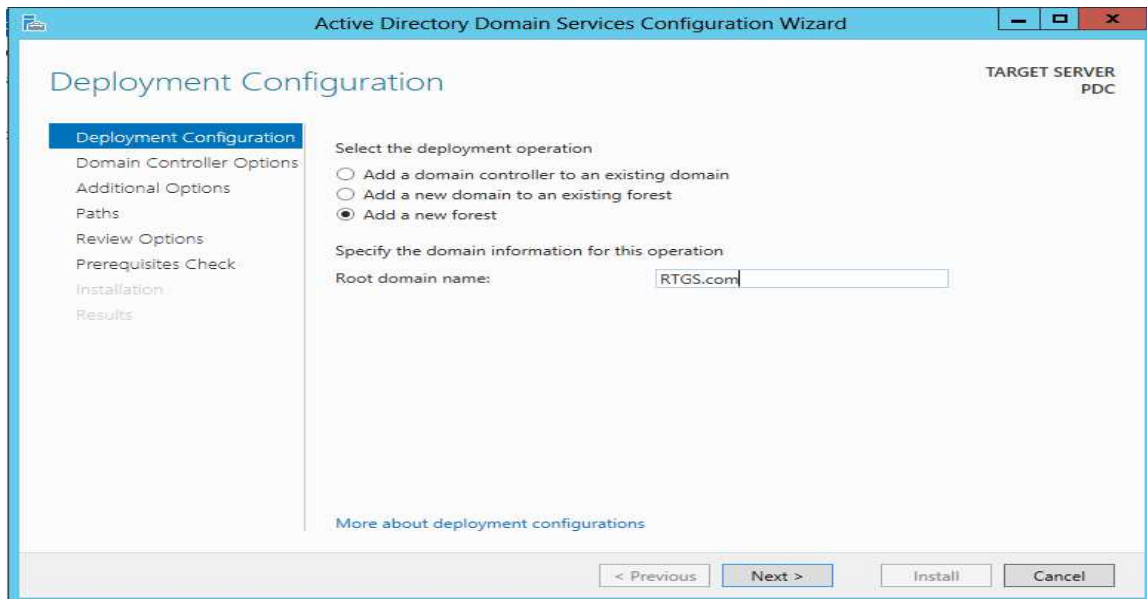 Active Directory Domain Services Configuration Wizard
Deployment Configuration
TARGET SERVER
PDC
Deployment Configuration
Domain Controller Options
Additional Options
Paths
Review Options
Prerequisites Check
Installation
Results
Select the deployment operation
Add a domain controller to an existing domain
Add a new domain to an existing forest
Add a new forest
Specify the domain information for this operation
Root domain name: RTGS.com
More about deployment configurations
< Previous Next > Install Cancel